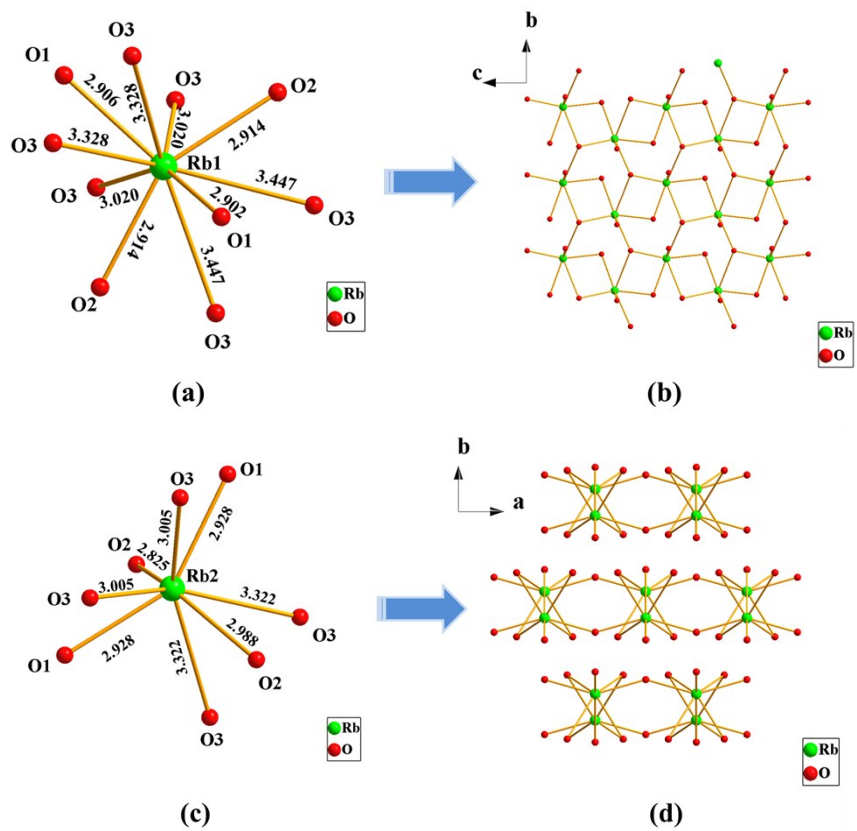 O3
O1
O3
O2
2.906
3.328
3.020
2.914
O3
3.328
Rb1
3.447
O3
3.020
2.902
O3
2.914
O1
3.447
O2
O3
Rb
O
(a)
b
c
Rb
O
(b)
O3
O1
3.005
2.928
O2
2.825
Rb2
O3
3.005
3.322
O3
2.988
O1
2.928
3.322
O2
O3
Rb
O
(c)
b
a
Rb
O
(d)